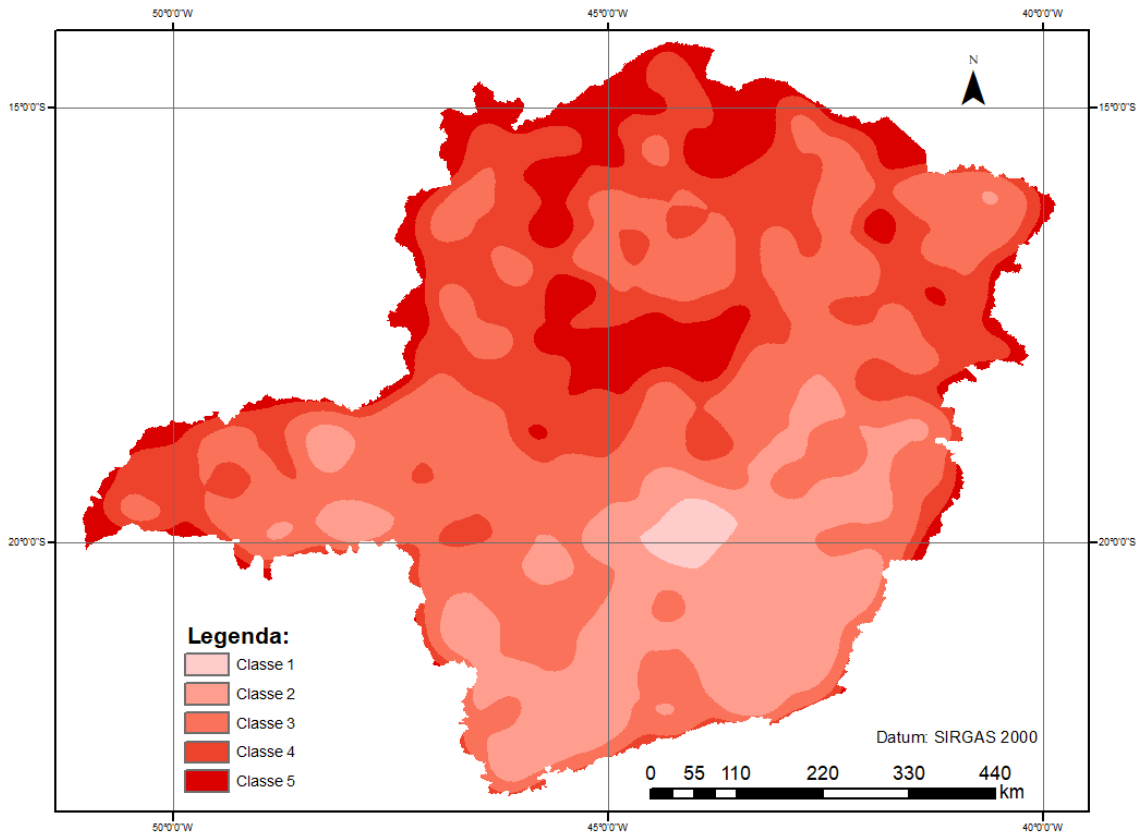 50°0'0"W 45°0'0"W 40°0'0"W
N
15°0'0"S 15°0'0"S
20°0'0"S 20°0'0"S
Legenda:
Classe 1
Classe 2
Classe 3
Classe 4
Classe 5
Datum: SIRGAS 2000
0 55 110 220 330 440
km
50°0'0"W 45°0'0"W 40°0'0"W